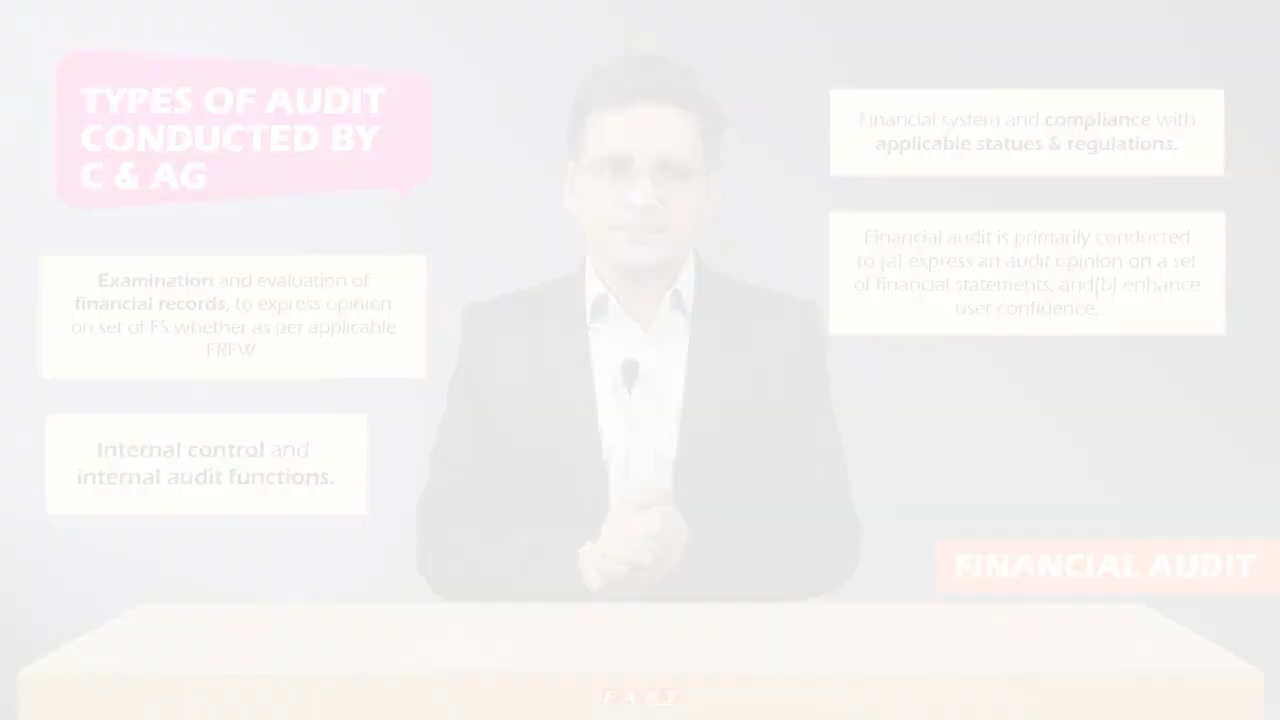 TYPES OF AUDIT
CONDUCTED BY
C & AG
Examination and evaluation of
financial records, to express opinion
on set of FS whether as per applicable
FRFW.
Internal control and
internal audit functions.
Financial system and compliance with
applicable statues & regulations.
Financial audit is primarily conducted
to (a) express an audit opinion on a set
of financial statements, and(b) enhance
user confidence.
FINANCIAL AUDIT
FAST